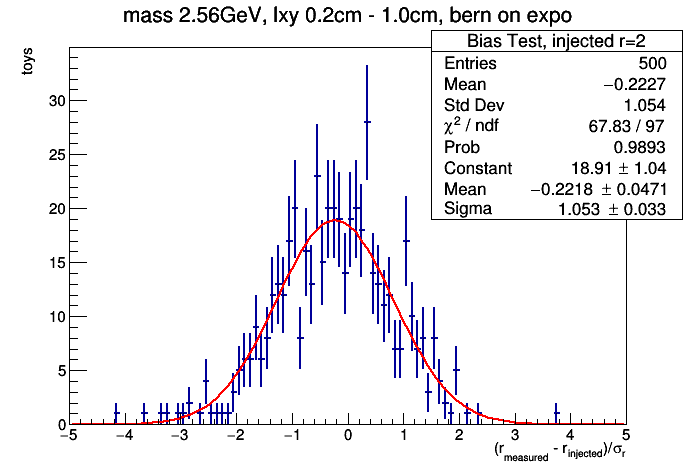 mass 2.56GeV, lxy 0.2cm - 1.0cm, bern on expo
Bias Test, injected r=2
Entries 500
Mean −0.2227
Std Dev 1.054
χ² / ndf 67.83 / 97
Prob 0.9893
Constant 18.91 ± 1.04
Mean −0.2218 ± 0.0471
Sigma 1.053 ± 0.033
toys
30
25
20
15
10
5
0
−5 −4 −3 −2 −1 0 1 2 3 4 5
(r_measured - r_injected)/σ_r